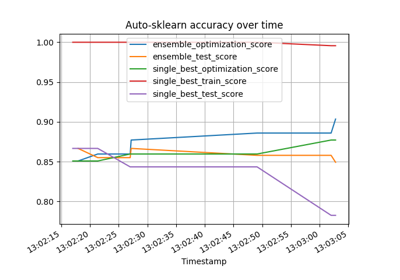 Auto-sklearn accuracy over time
ensemble_optimization_score
ensemble_test_score
single_best_optimization_score
single_best_train_score
single_best_test_score
1.00
0.95
0.90
0.85
0.80
13:02:15
13:02:20
13:02:25
13:02:30
13:02:35
13:02:40
13:02:45
13:02:50
13:02:55
13:03:00
13:03:05
Timestamp